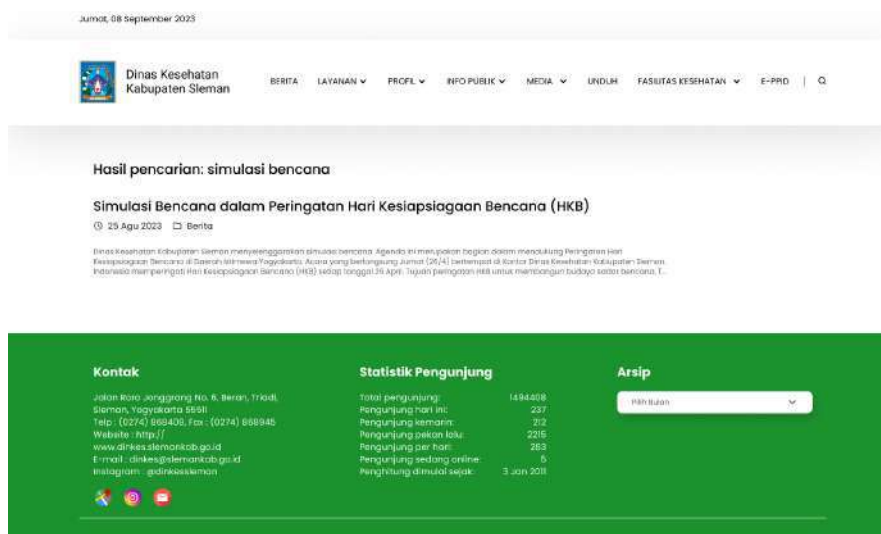 Jumat, 08 September 2023
Dinas Kesehatan
Kabupaten Sleman
BERITA LAYANAN PROFIL INFO PUBLIK MEDIA UNDUH FASILITAS KESEHATAN E-PPID |
Hasil pencarian: simulasi bencana
Simulasi Bencana dalam Peringatan Hari Kesiapsiagaan Bencana (HKB)
25 Agu 2023 Berita
Dinas Kesehatan Kabupaten Sleman menyelenggarakan simulasi bencana. Agenda ini merupakan bagian dalam mendukung Peringatan Hari
Kesiapsiagaan Bencana di Daerah Istimewa Yogyakarta. Acara yang berlangsung Jumat (26/4) bertempat di Kantor Dinas Kesehatan Kabupaten Sleman.
Indonesia memperingati Hari Kesiapsiagaan Bencana (HKB) setiap tanggal 26 April. Tujuan peringatan HKB untuk membangun budaya sadar bencana. T...
Kontak
Jalan Roro Jonggrang No. 6, Beran, Tridadi,
Sleman, Yogyakarta 55511
Telp : (0274) 868409, Fax : (0274) 868945
Website : http://
www.dinkes.slemankab.go.id
E-mail : dinkes@slemankab.go.id
Instagram : @dinkessleman
Statistik Pengunjung
Total pengunjung: 1494408
Pengunjung hari ini: 237
Pengunjung kemarin: 212
Pengunjung pekan lalu: 2215
Pengunjung per hari: 263
Pengunjung sedang online: 5
Penghitung dimulai sejak: 3 Jan 2011
Arsip
Pilih Bulan